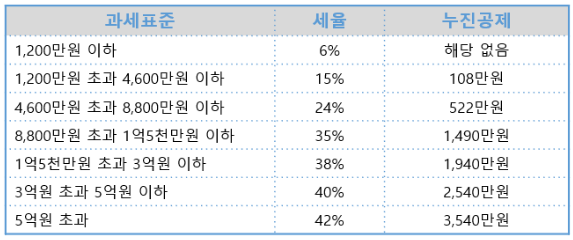 과세표준 세율 누진공제
1,200만원 이하 6% 해당 없음
1,200만원 초과 4,600만원 이하 15% 108만원
4,600만원 초과 8,800만원 이하 24% 522만원
8,800만원 초과 1억5천만원 이하 35% 1,490만원
1억5천만원 초과 3억원 이하 38% 1,940만원
3억원 초과 5억원 이하 40% 2,540만원
5억원 초과 42% 3,540만원